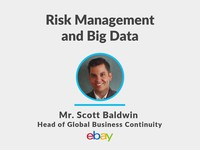 Risk Management
and Big Data
Mr. Scott Baldwin
Head of Global Business Continuity
ebay